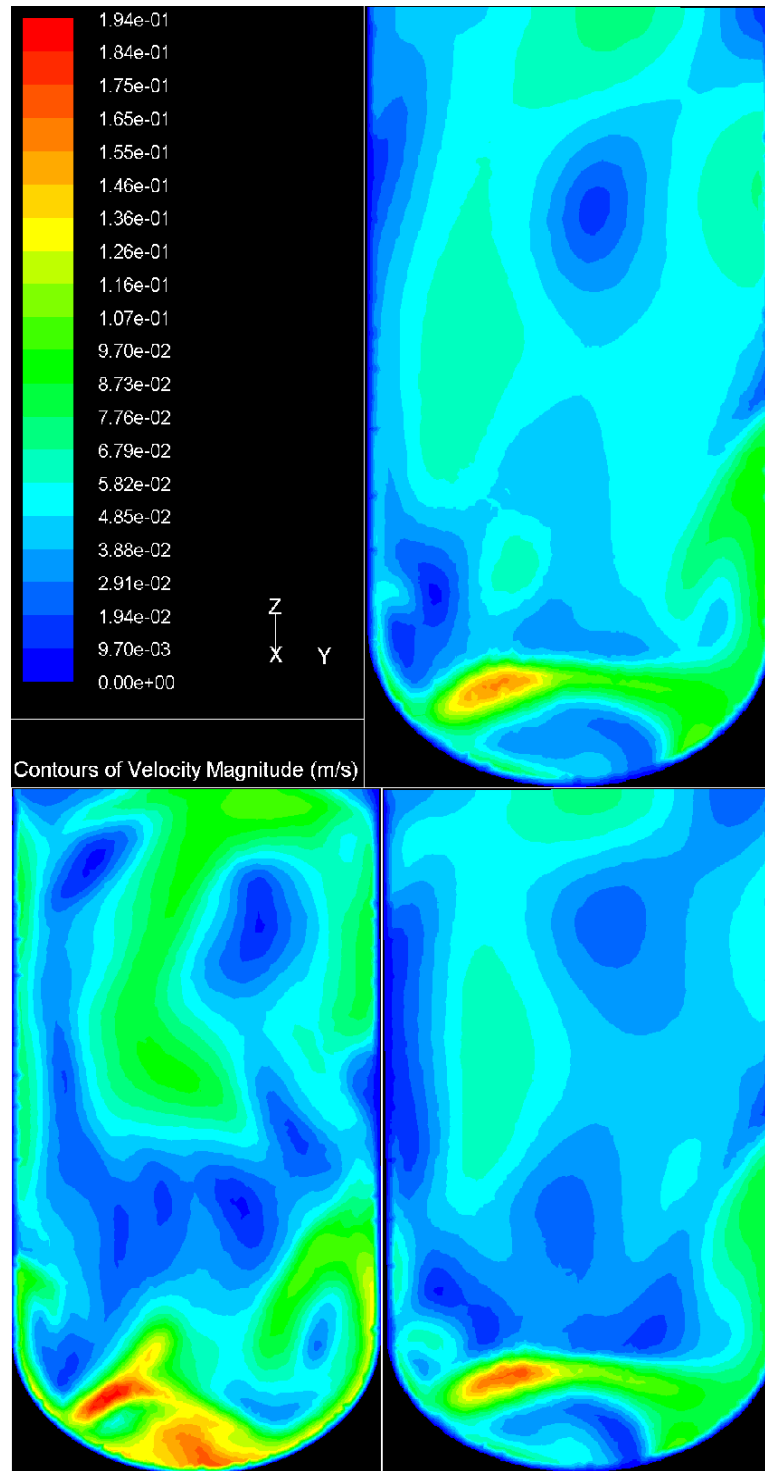 1.94e-01
1.84e-01
1.75e-01
1.65e-01
1.55e-01
1.46e-01
1.36e-01
1.26e-01
1.16e-01
1.07e-01
9.70e-02
8.73e-02
7.76e-02
6.79e-02
5.82e-02
4.85e-02
3.88e-02
2.91e-02
1.94e-02
9.70e-03
0.00e+00
Z
X Y
Contours of Velocity Magnitude (m/s)